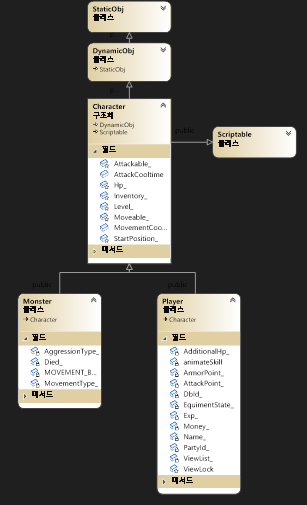 StaticObj
클래스
p...
DynamicObj
클래스
StaticObj
p...
Character
구조체
DynamicObj
Scriptable
필드
Attackable_
AttackCooltime
Hp_
Inventory_
Level_
Moveable_
MovementCoo...
StartPosition_
메서드
public
Scriptable
클래스
public
public
Monster
클래스
Character
필드
AggressionType_
Died_
MOVEMENT_B...
MovementType_
메서드
Player
클래스
Character
필드
AdditionalHp_
animateSkill
ArmorPoint_
AttackPoint_
DbId_
EquimentState_
Exp_
Money_
Name_
PartyId_
ViewList_
ViewLock
메서드